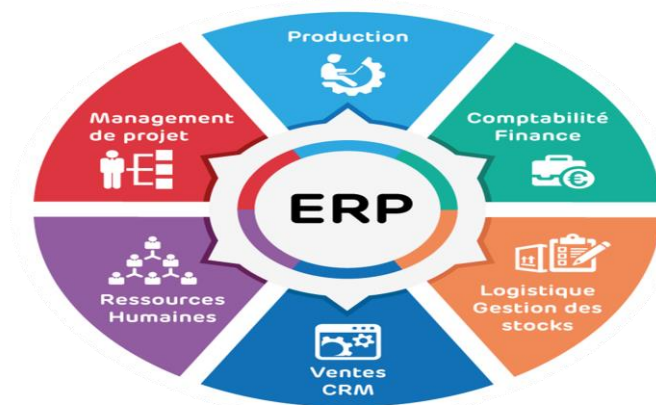 Production
Management
de projet
Comptabilité
Finance
ERP
Ressources
Humaines
Logistique
Gestion des
stocks
Ventes
CRM